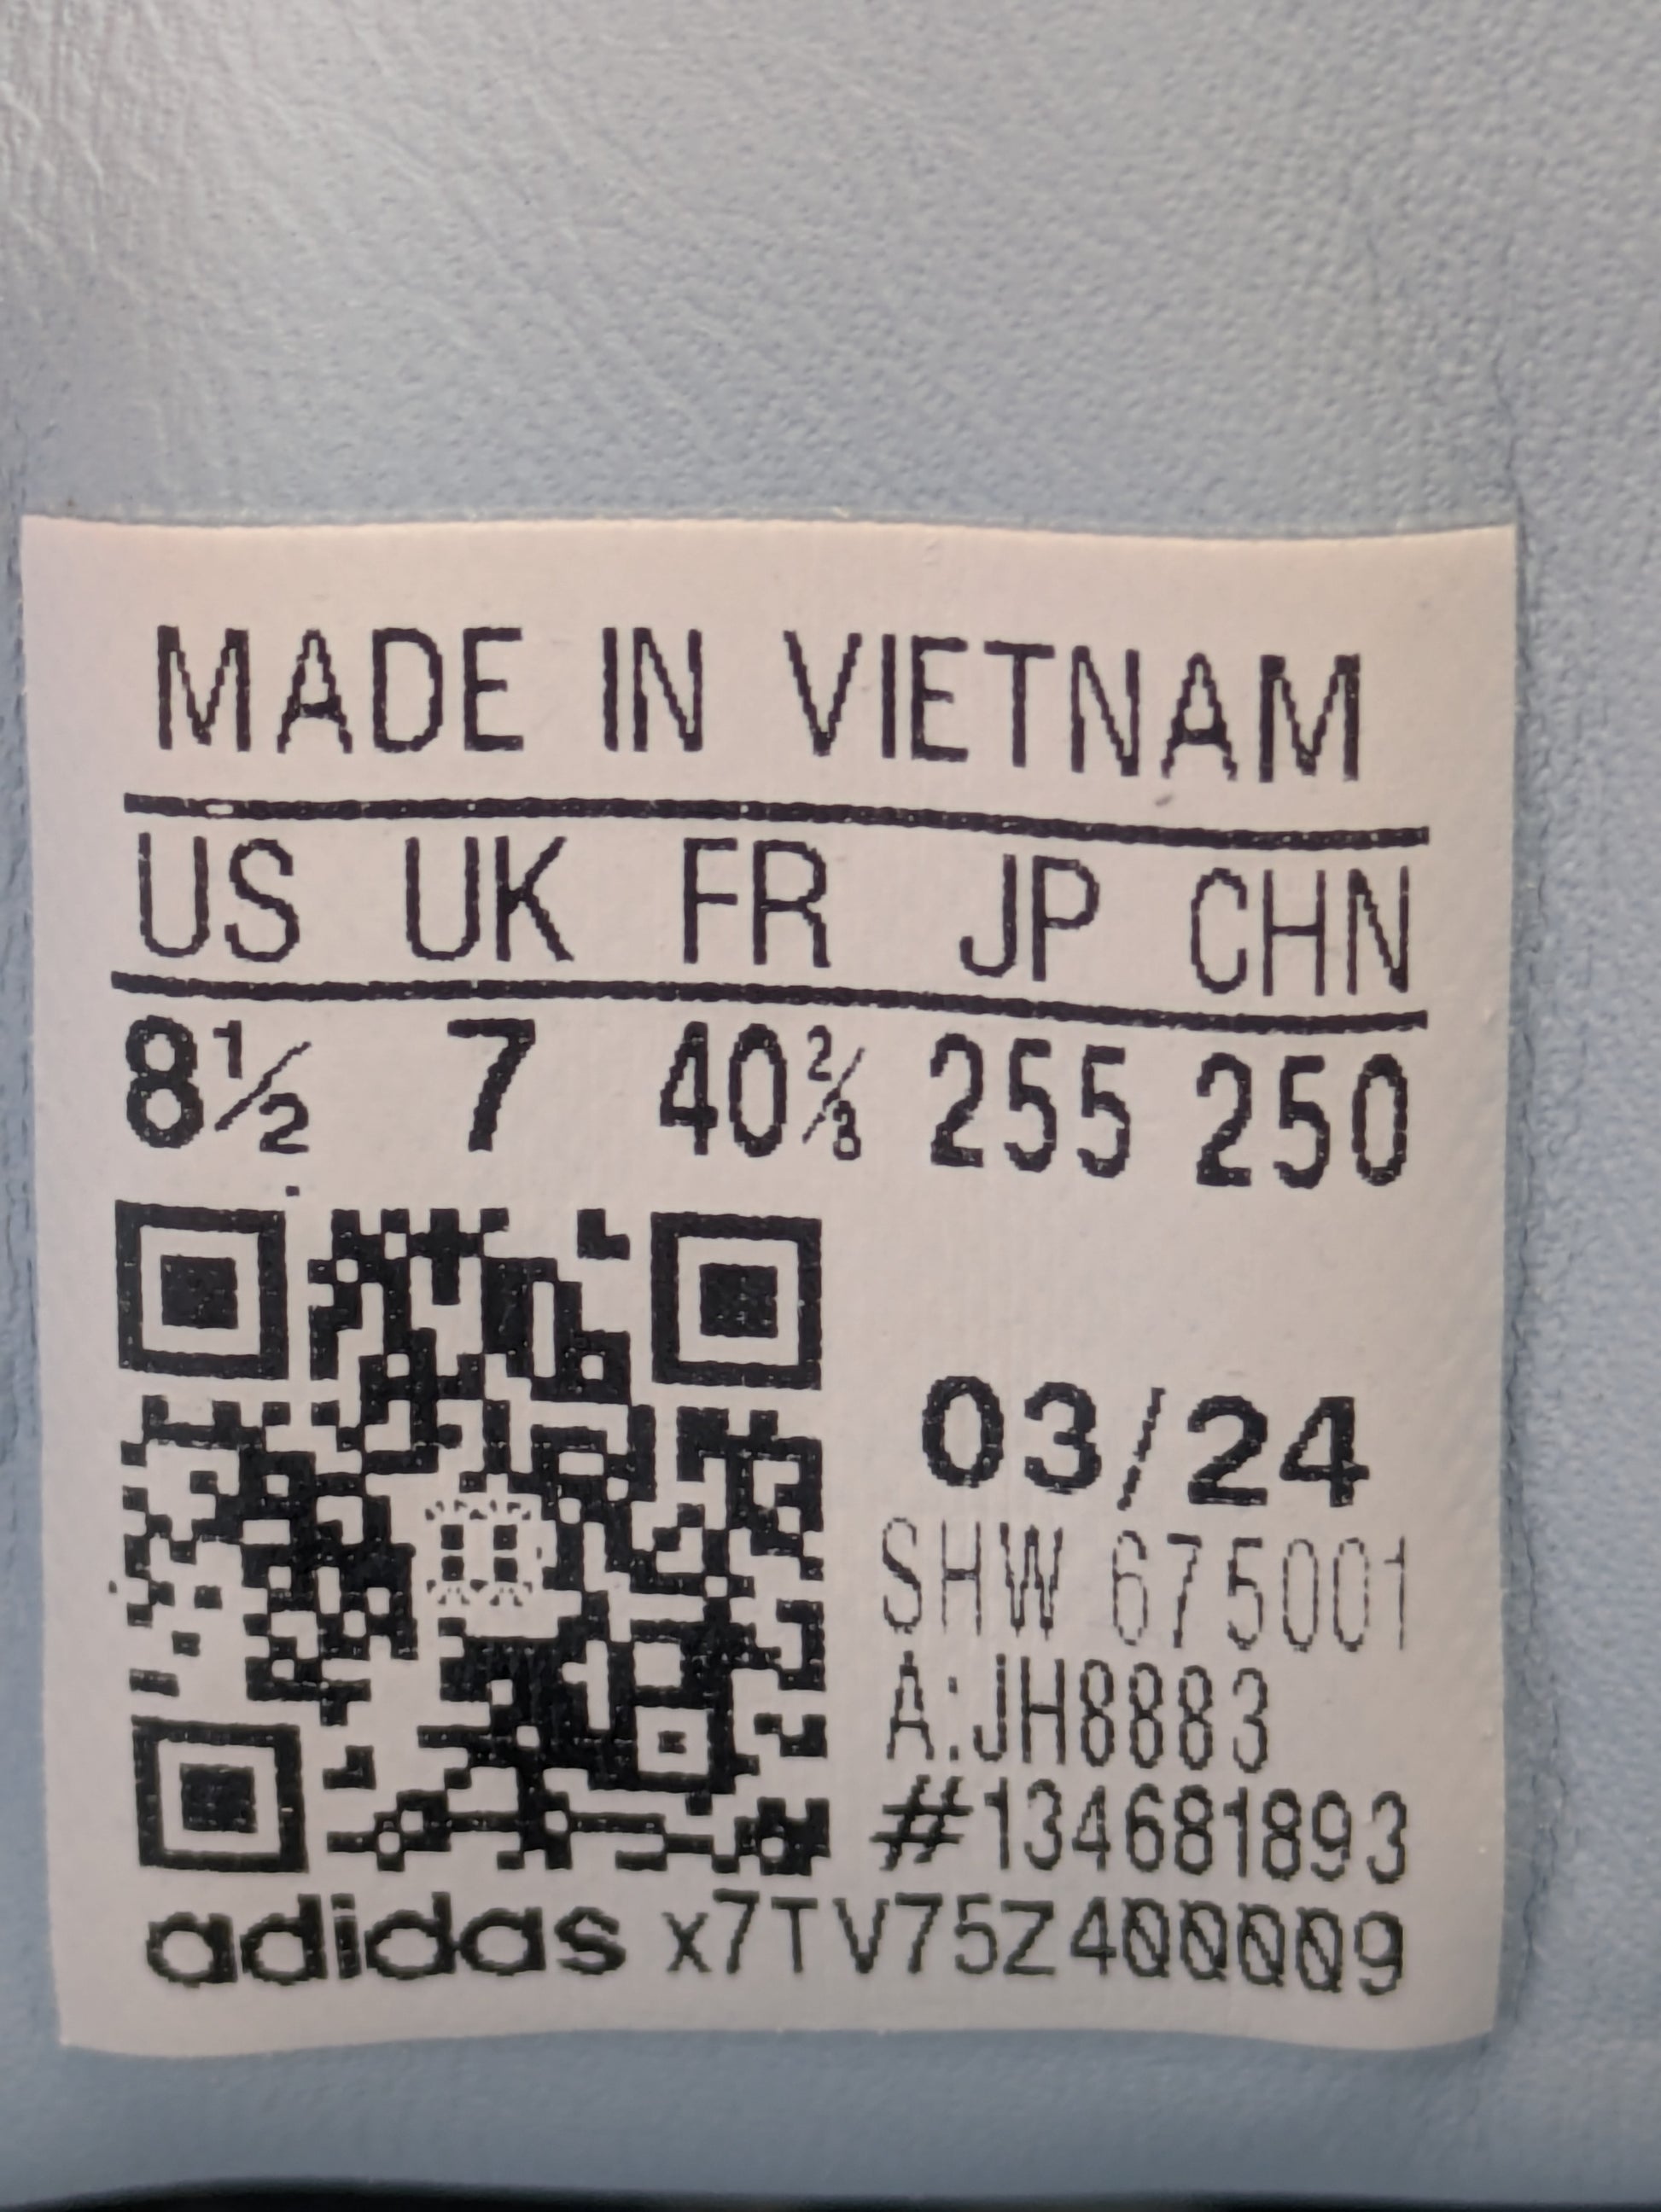 MADE IN VIETNAM
US UK FR JP CHN
8½ 7 40⅔ 255 250
03/24
SHW 675001
A:JH8883
#134681893
adidas x7TV75Z400009